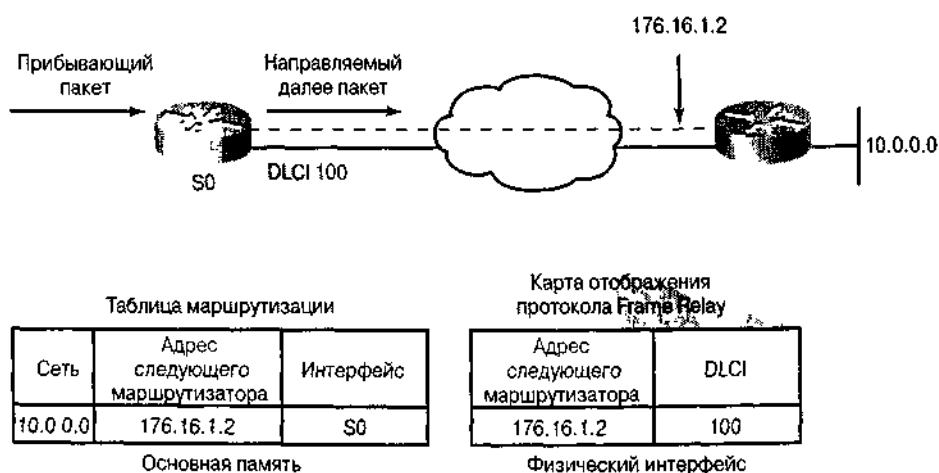 176.16.1.2
Прибывающий
пакет
Направляемый
далее пакет
S0
DLCI 100
10.0.0.0
Таблица маршрутизации
Сеть
Адрес
следующего
маршрутизатора
Интерфейс
10.0 0.0
176.16.1.2
S0
Основная память
Карта отображения
протокола Frame Relay
Адрес
следующего
маршрутизатора
DLCI
176.16.1.2
100
Физический интерфейс